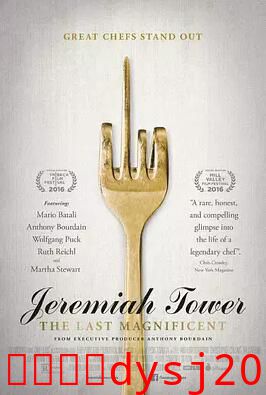 GREAT CHEFS STAND OUT
TRIBECA
FILM
FESTIVAL
2016
MILL
VALLEY
FILM FESTIVAL
2016
Featuring:
Mario Batali
Anthony Bourdain
Wolfgang Puck
Ruth Reichl
and
Martha Stewart
"A rare, honest,
and compelling
glimpse into
the life of a
legendary chef".
New York Magazine
Jeremiah Tower
THE LAST MAGNIFICENT
FROM EXECUTIVE PRODUCER ANTHONY BOURDAIN
dysj20